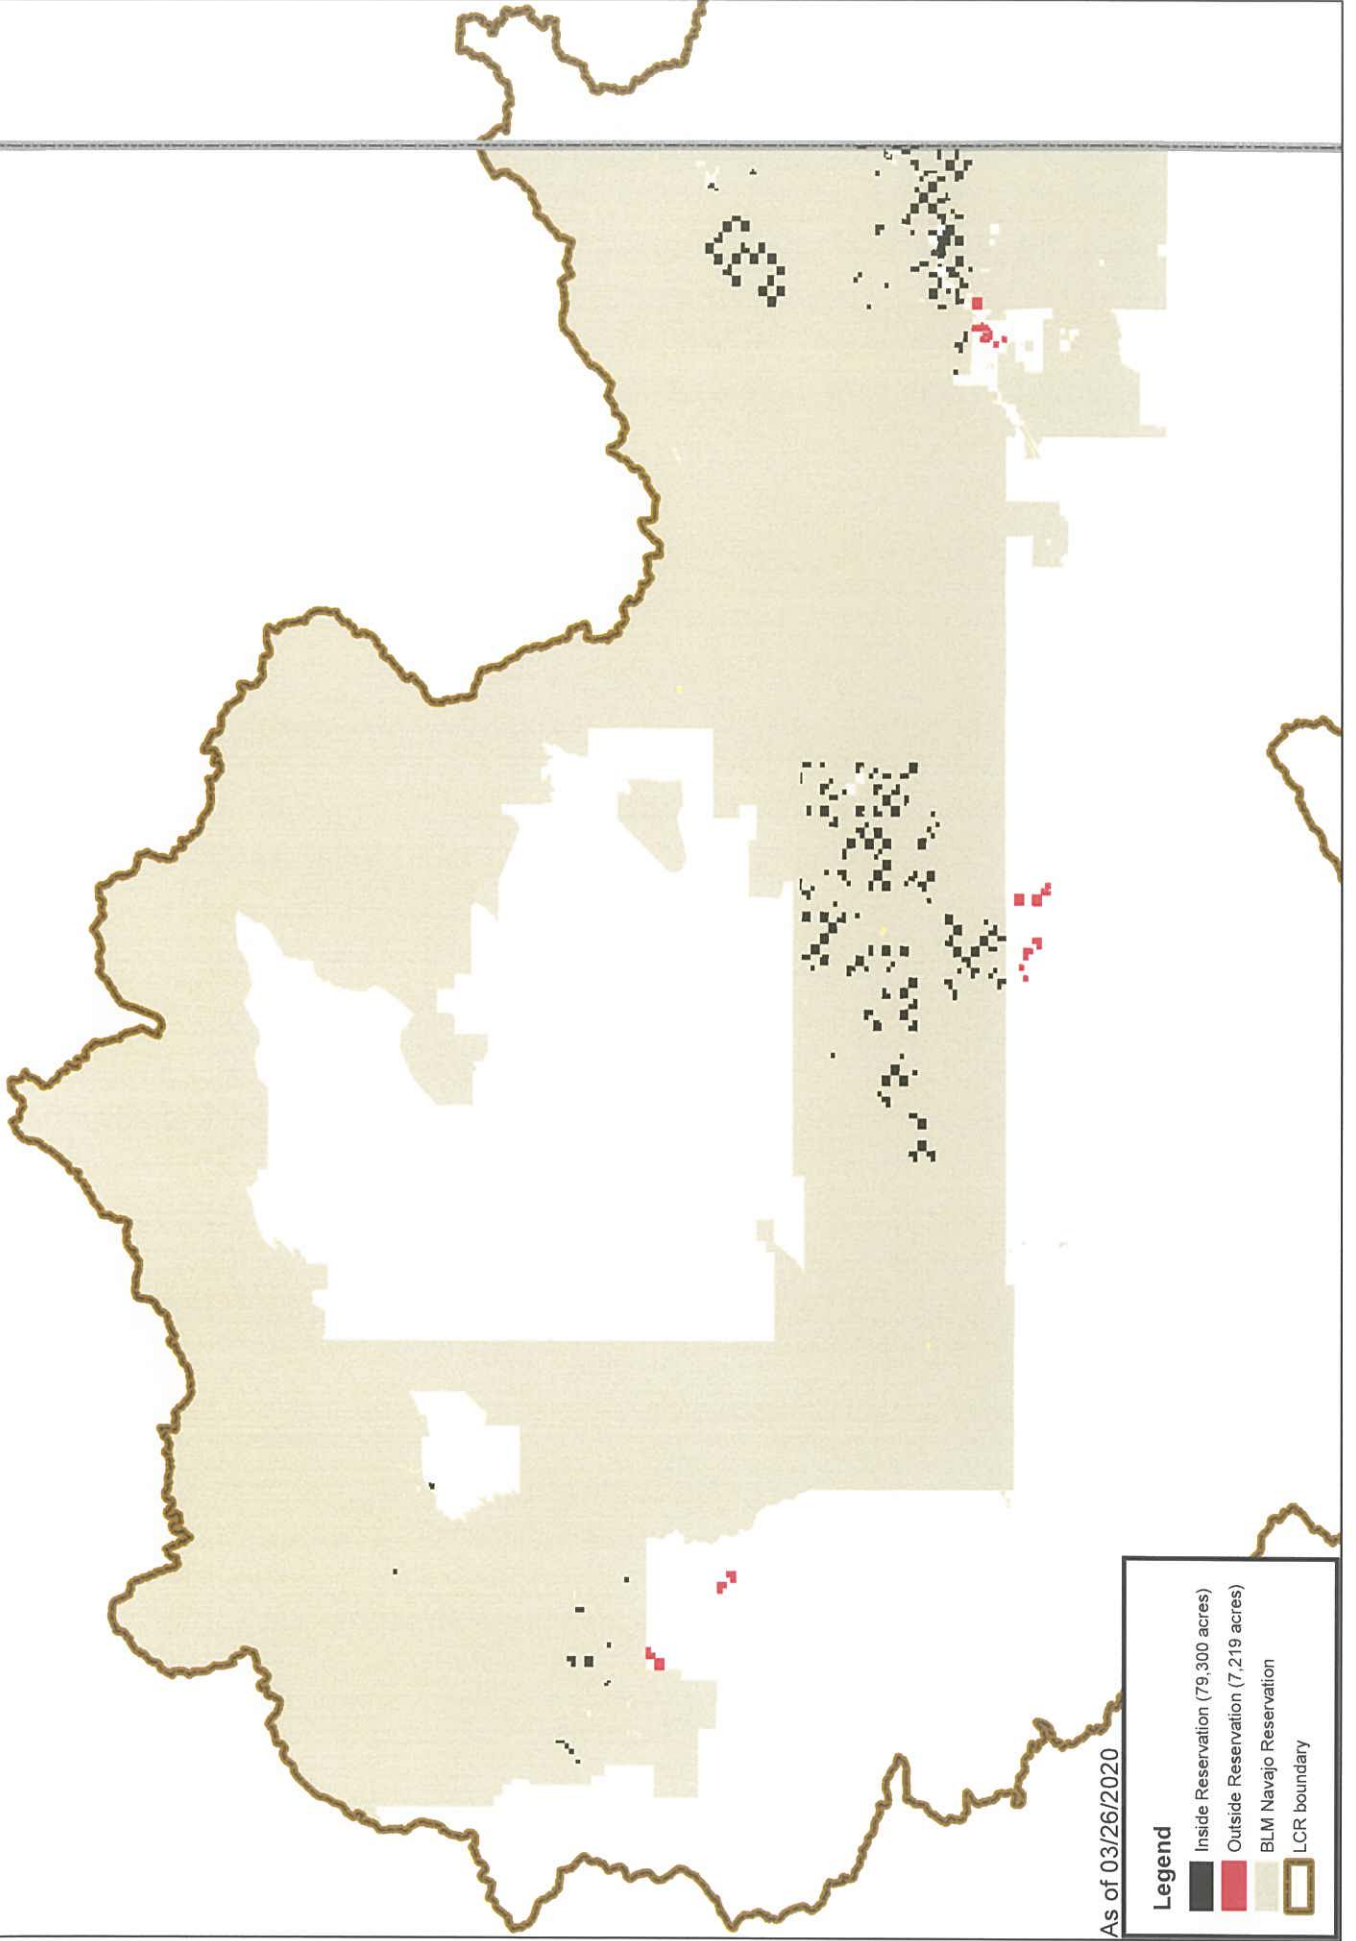 As of 03/26/2020
Legend
Inside Reservation (79,300 acres)
Outside Reservation (7,219 acres)
BLM Navajo Reservation
LCR boundary